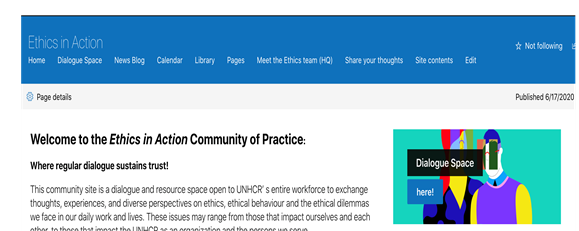 Ethics in Action
Not following
Home Dialogue Space News Blog Calendar Library Pages Meet the Ethics team (HQ) Share your thoughts Site contents Edit
Page details
Published 6/17/2020
Welcome to the Ethics in Action Community of Practice:
Where regular dialogue sustains trust!
This community site is a dialogue and resource space open to UNHCR' s entire workforce to exchange
thoughts, experiences, and diverse perspectives on ethics, ethical behaviour and the ethical dilemmas
we face in our daily work and lives. These issues may range from those that impact ourselves and each
other, to those that impact the UNHCR as an organization and the persons we serve
Dialogue Space
here!